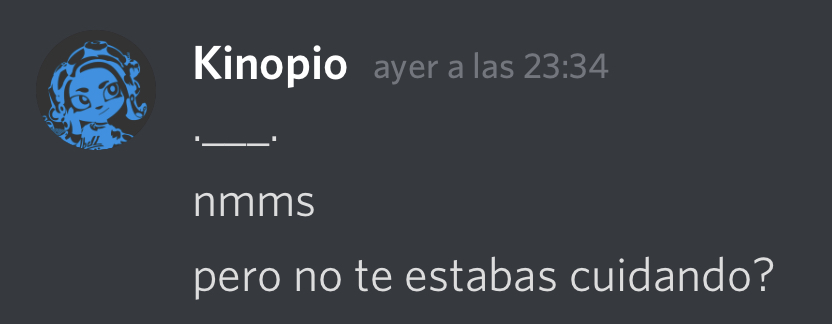 Kinopio ayer a las 23:34
.___.
nmms
pero no te estabas cuidando?